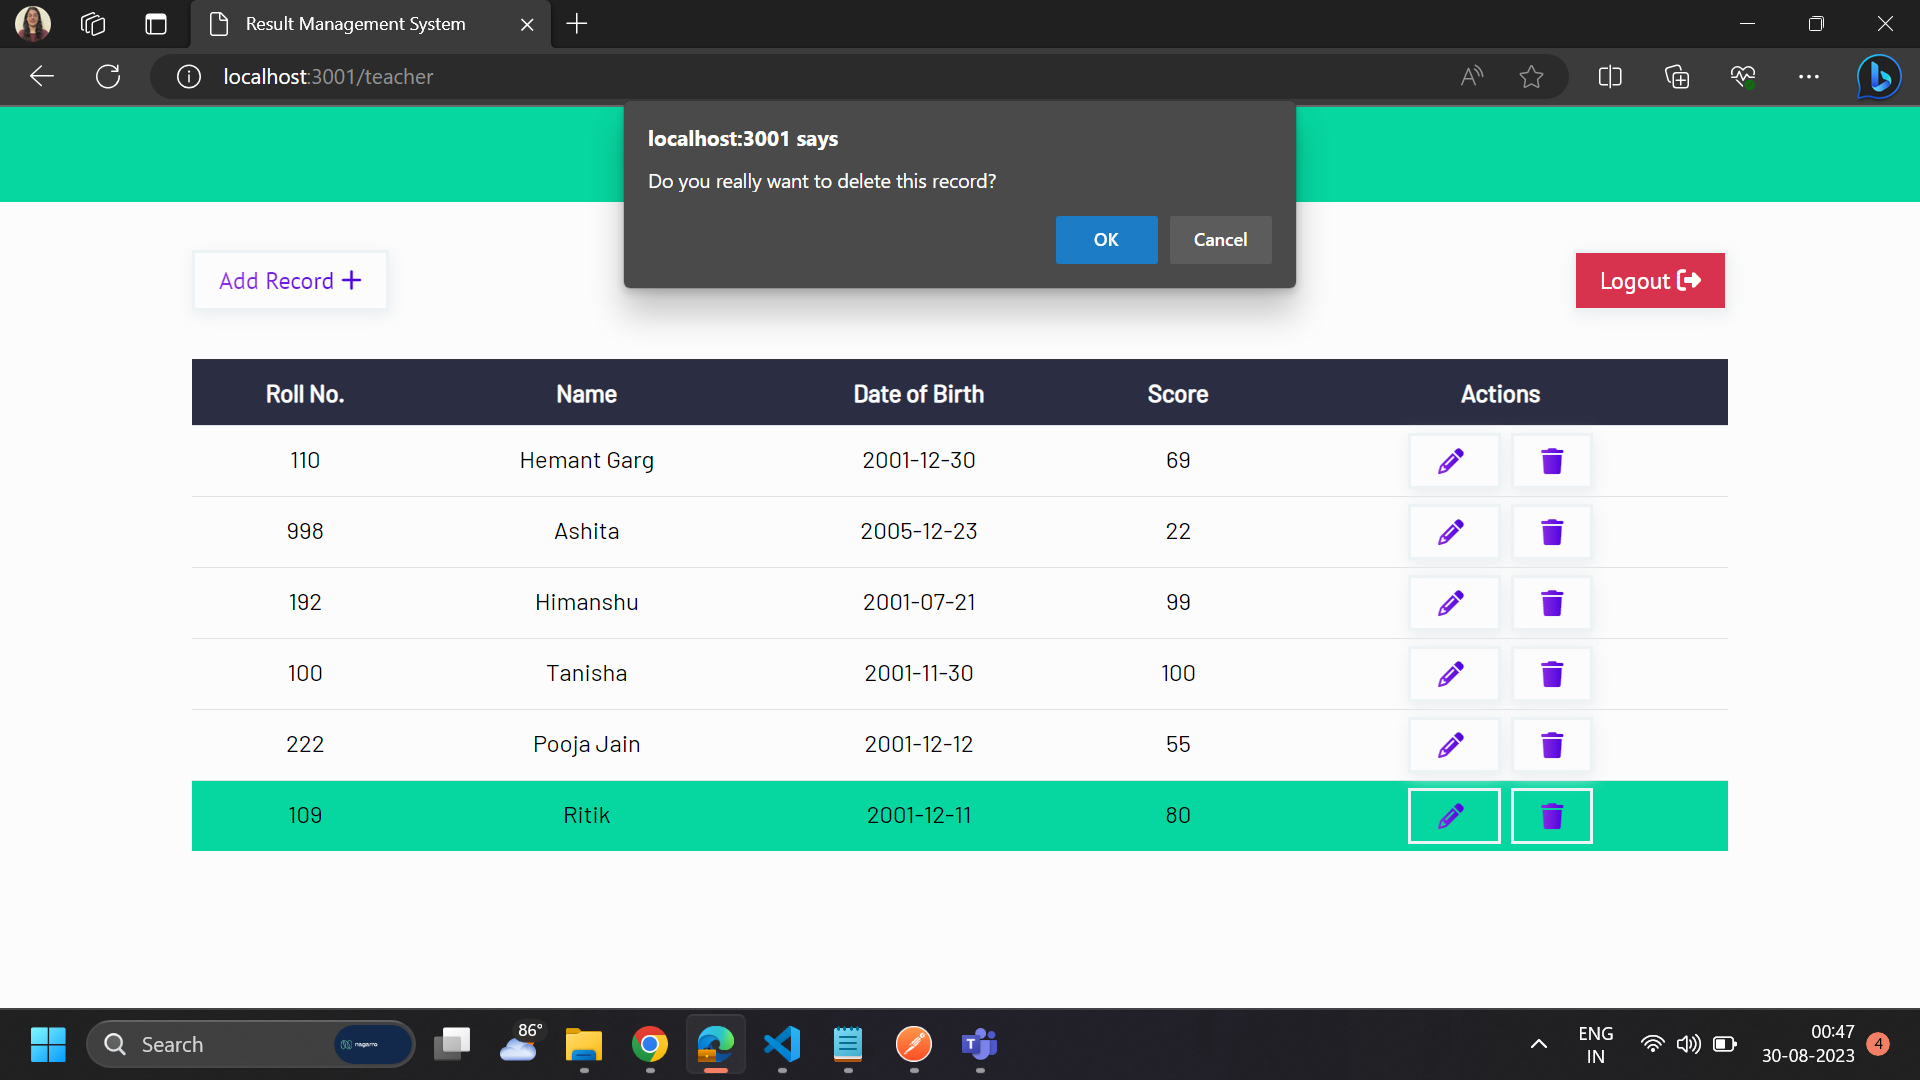 Result Management System
localhost:3001/teacher
localhost:3001 says
Do you really want to delete this record?
OK Cancel
Add Record +
Logout
Roll No. Name Date of Birth Score Actions
110 Hemant Garg 2001-12-30 69
998 Ashita 2005-12-23 22
192 Himanshu 2001-07-21 99
100 Tanisha 2001-11-30 100
222 Pooja Jain 2001-12-12 55
109 Ritik 2001-12-11 80
Search nagarro
86°
ENG
IN
00:47
30-08-2023
4